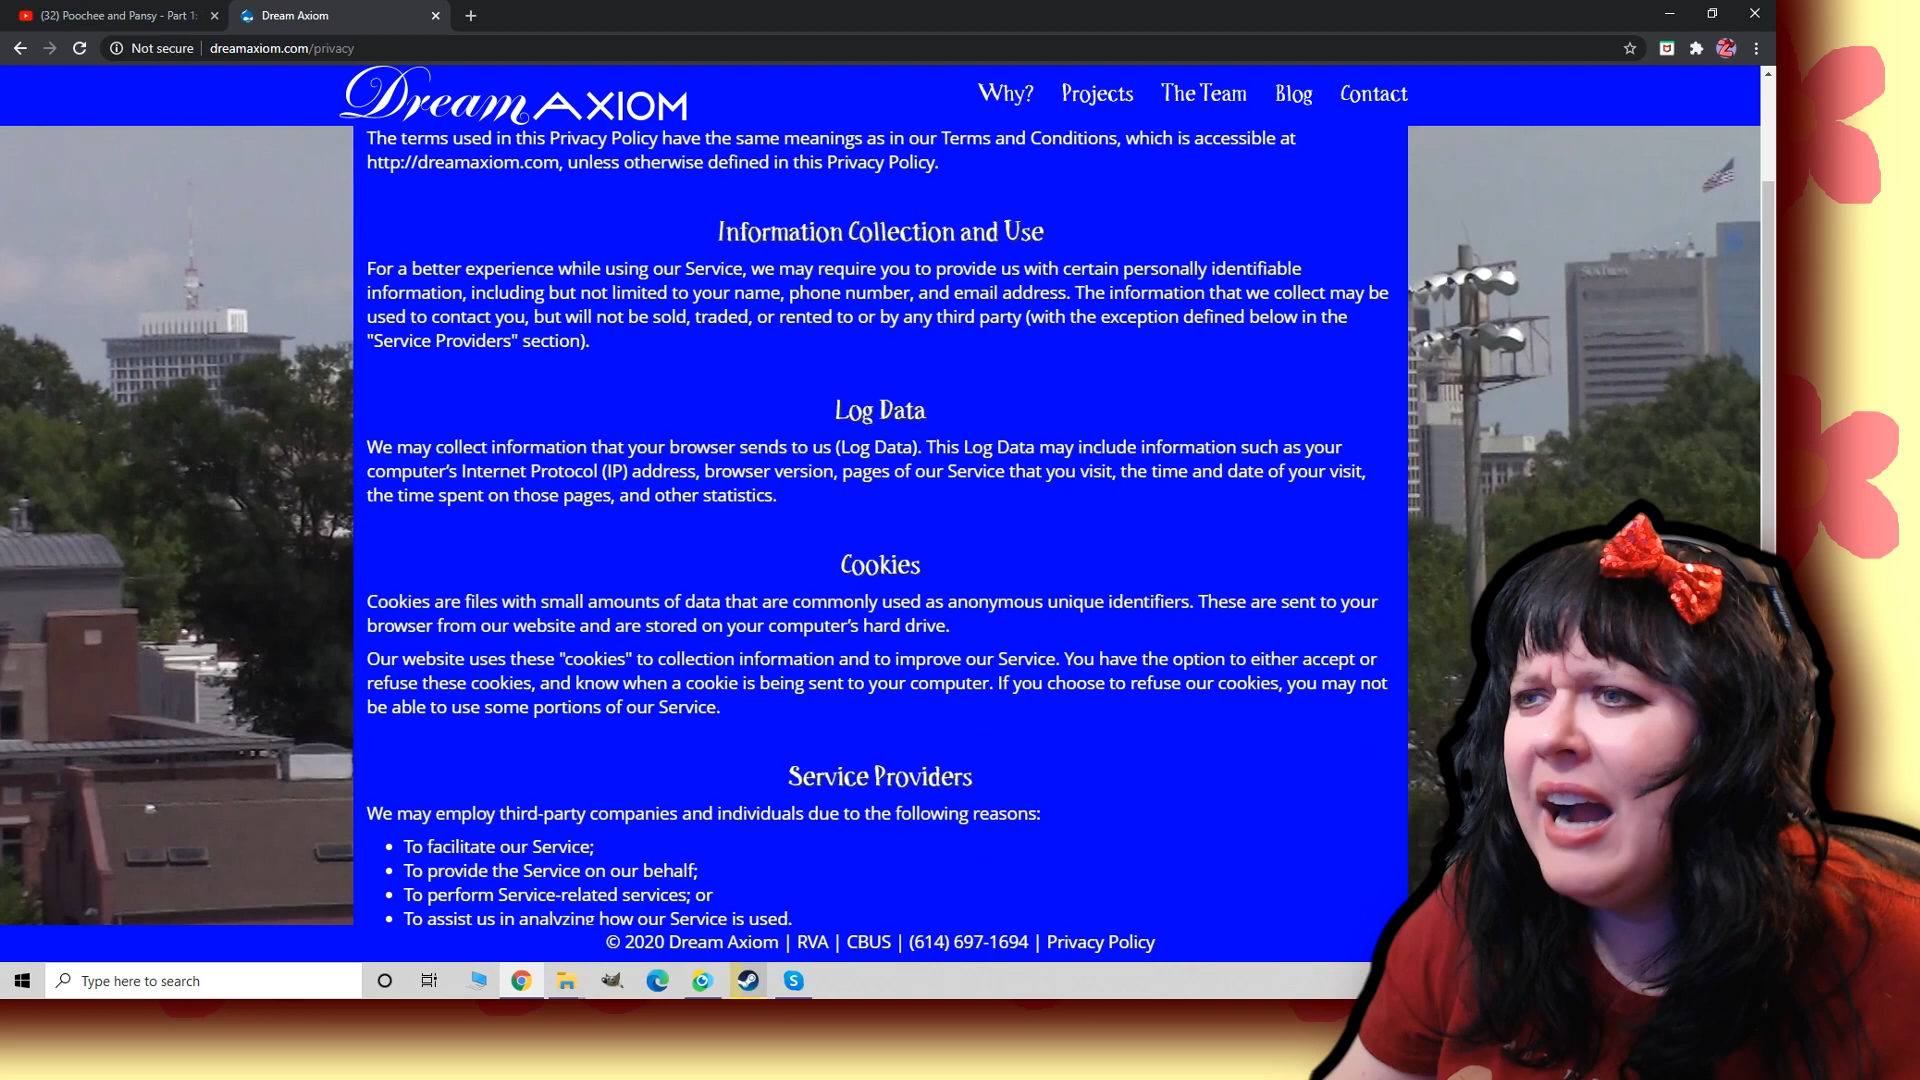 (32) Poochee and Pansy - Part 1:
Dream Axiom
Not secure
dreamaxiom.com/privacy
Dream AXIOM
Why? Projects The Team Blog Contact
The terms used in this Privacy Policy have the same meanings as in our Terms and Conditions, which is accessible at
http://dreamaxiom.com, unless otherwise defined in this Privacy Policy.
Information Collection and Use
For a better experience while using our Service, we may require you to provide us with certain personally identifiable
information, including but not limited to your name, phone number, and email address. The information that we collect may be
used to contact you, but will not be sold, traded, or rented to or by any third party (with the exception defined below in the
"Service Providers" section).
Log Data
We may collect information that your browser sends to us (Log Data). This Log Data may include information such as your
computer’s Internet Protocol (IP) address, browser version, pages of our Service that you visit, the time and date of your visit,
the time spent on those pages, and other statistics.
Cookies
Cookies are files with small amounts of data that are commonly used as anonymous unique identifiers. These are sent to your
browser from our website and are stored on your computer’s hard drive.
Our website uses these "cookies" to collection information and to improve our Service. You have the option to either accept or
refuse these cookies, and know when a cookie is being sent to your computer. If you choose to refuse our cookies, you may not
be able to use some portions of our Service.
Service Providers
We may employ third-party companies and individuals due to the following reasons:
• To facilitate our Service;
• To provide the Service on our behalf;
• To perform Service-related services; or
• To assist us in analyzing how our Service is used.
© 2020 Dream Axiom | RVA | CBUS | (614) 697-1694 | Privacy Policy
Type here to search